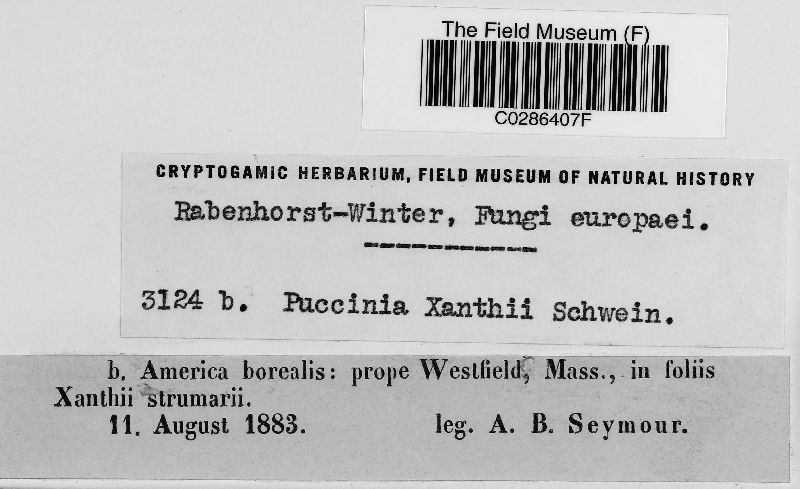 The Field Museum (F)
C0286407F
CRYPTOGAMIC HERBARIUM, FIELD MUSEUM OF NATURAL HISTORY
Rabenhorst-Winter, Fungi europaei.
3124 b. Puccinia Xanthii Schwein.
b. America borealis: prope Westfield, Mass., in foliis
Xanthii strumarii.
11. August 1883. leg. A. B. Seymour.